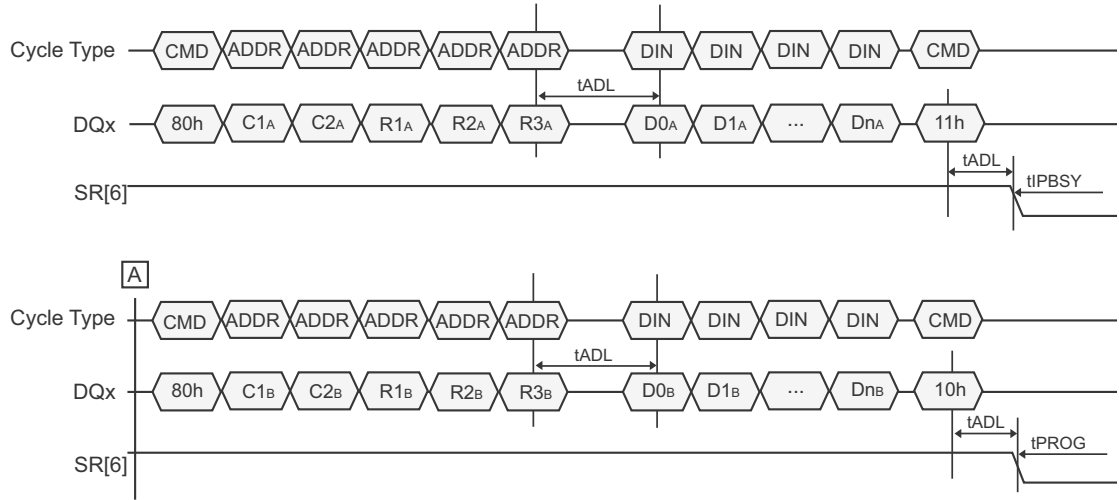 Cycle Type CMD ADDR ADDR ADDR ADDR ADDR DIN DIN DIN DIN CMD
tADL
DQx 80h C1A C2A R1A R2A R3A D0A D1A ... DnA 11h
tADL
tIPBSY
SR[6]
A
Cycle Type CMD ADDR ADDR ADDR ADDR ADDR DIN DIN DIN DIN CMD
tADL
DQx 80h C1B C2B R1B R2B R3B D0B D1B ... DnB 10h
tADL
tPROG
SR[6]